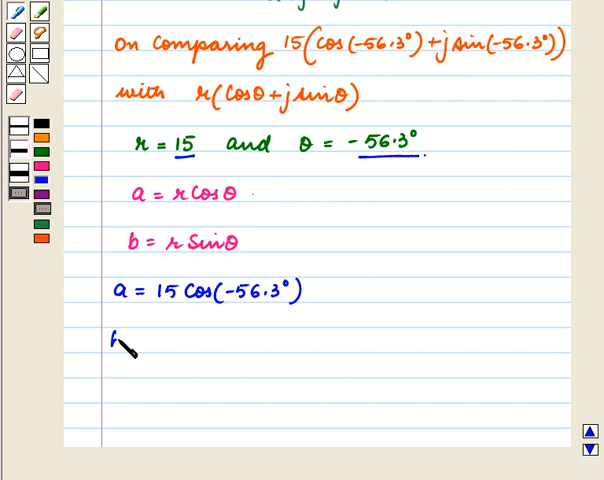 On comparing 15(cos(-56.3°)+j sin(-56.3°))
with r(cosθ+j sinθ)
r = 15 and θ = -56.3°.
a = r cosθ
b = r Sinθ
a = 15 cos(-56.3°)